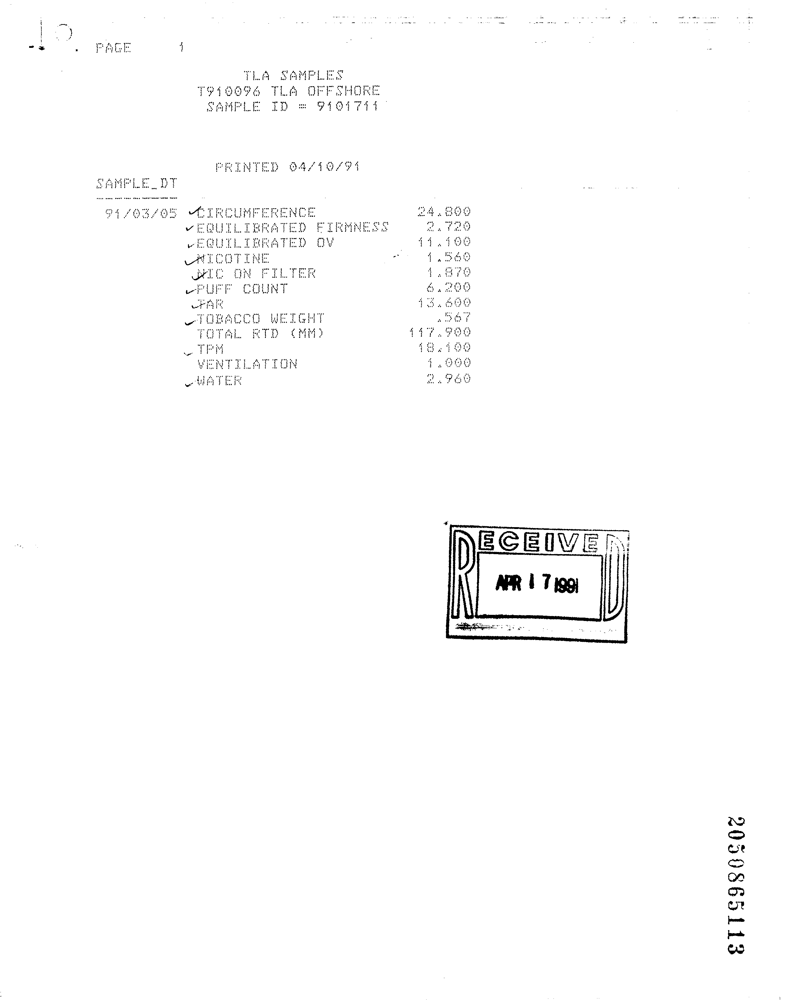 10.
PAGE 1
TLA SAMPLES
T910096 TLA OFFSHORE
SAMPLE ID = 9101711
PRINTED 04/10/91
SAMPLE_DT
----------
91/03/05 ✓CIRCUMFERENCE 24.800
✓EQUILIBRATED FIRMNESS 2.720
✓EQUILIBRATED OV 11.100
✓NICOTINE 1.560
✓NIC ON FILTER 1.870
✓PUFF COUNT 6.200
✓TAR 13.600
✓TOBACCO WEIGHT .567
TOTAL RTD (MM) 117.900
✓TPM 18.100
VENTILATION 1.000
✓WATER 2.960
RECEIVED
APR 17 1991
2050865113